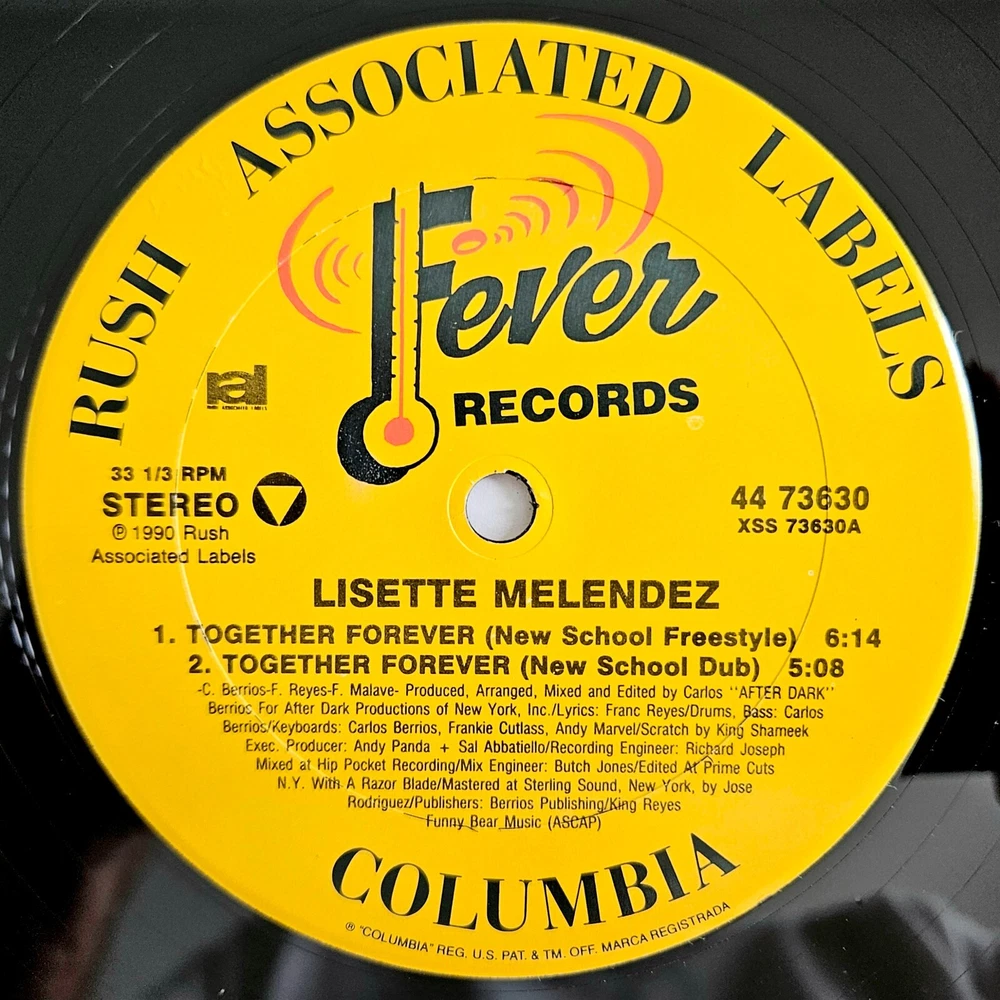 RUSH ASSOCIATED LABELS
Fever
RECORDS
ral
RUSH ASSOCIATED LABELS
33 1/3 RPM
STEREO
℗ 1990 Rush
Associated Labels
44 73630
XSS 73630A
LISETTE MELENDEZ
1. TOGETHER FOREVER (New School Freestyle) 6:14
2. TOGETHER FOREVER (New School Dub) 5:08
-C. Berrios-F. Reyes-F. Malave- Produced, Arranged, Mixed and Edited by Carlos "AFTER DARK"
Berrios For After Dark Productions of New York, Inc./Lyrics: Franc Reyes/Drums, Bass: Carlos
Berrios/Keyboards: Carlos Berrios, Frankie Cutlass, Andy Marvel/Scratch by King Shameek
Exec. Producer: Andy Panda + Sal Abbatiello/Recording Engineer: Richard Joseph
Mixed at Hip Pocket Recording/Mix Engineer: Butch Jones/Edited At Prime Cuts
N.Y. With A Razor Blade/Mastered at Sterling Sound, New York, by Jose
Rodriguez/Publishers: Berrios Publishing/King Reyes
Funny Bear Music (ASCAP)
COLUMBIA
® "COLUMBIA" REG. U.S. PAT. & TM. OFF. MARCA REGISTRADA